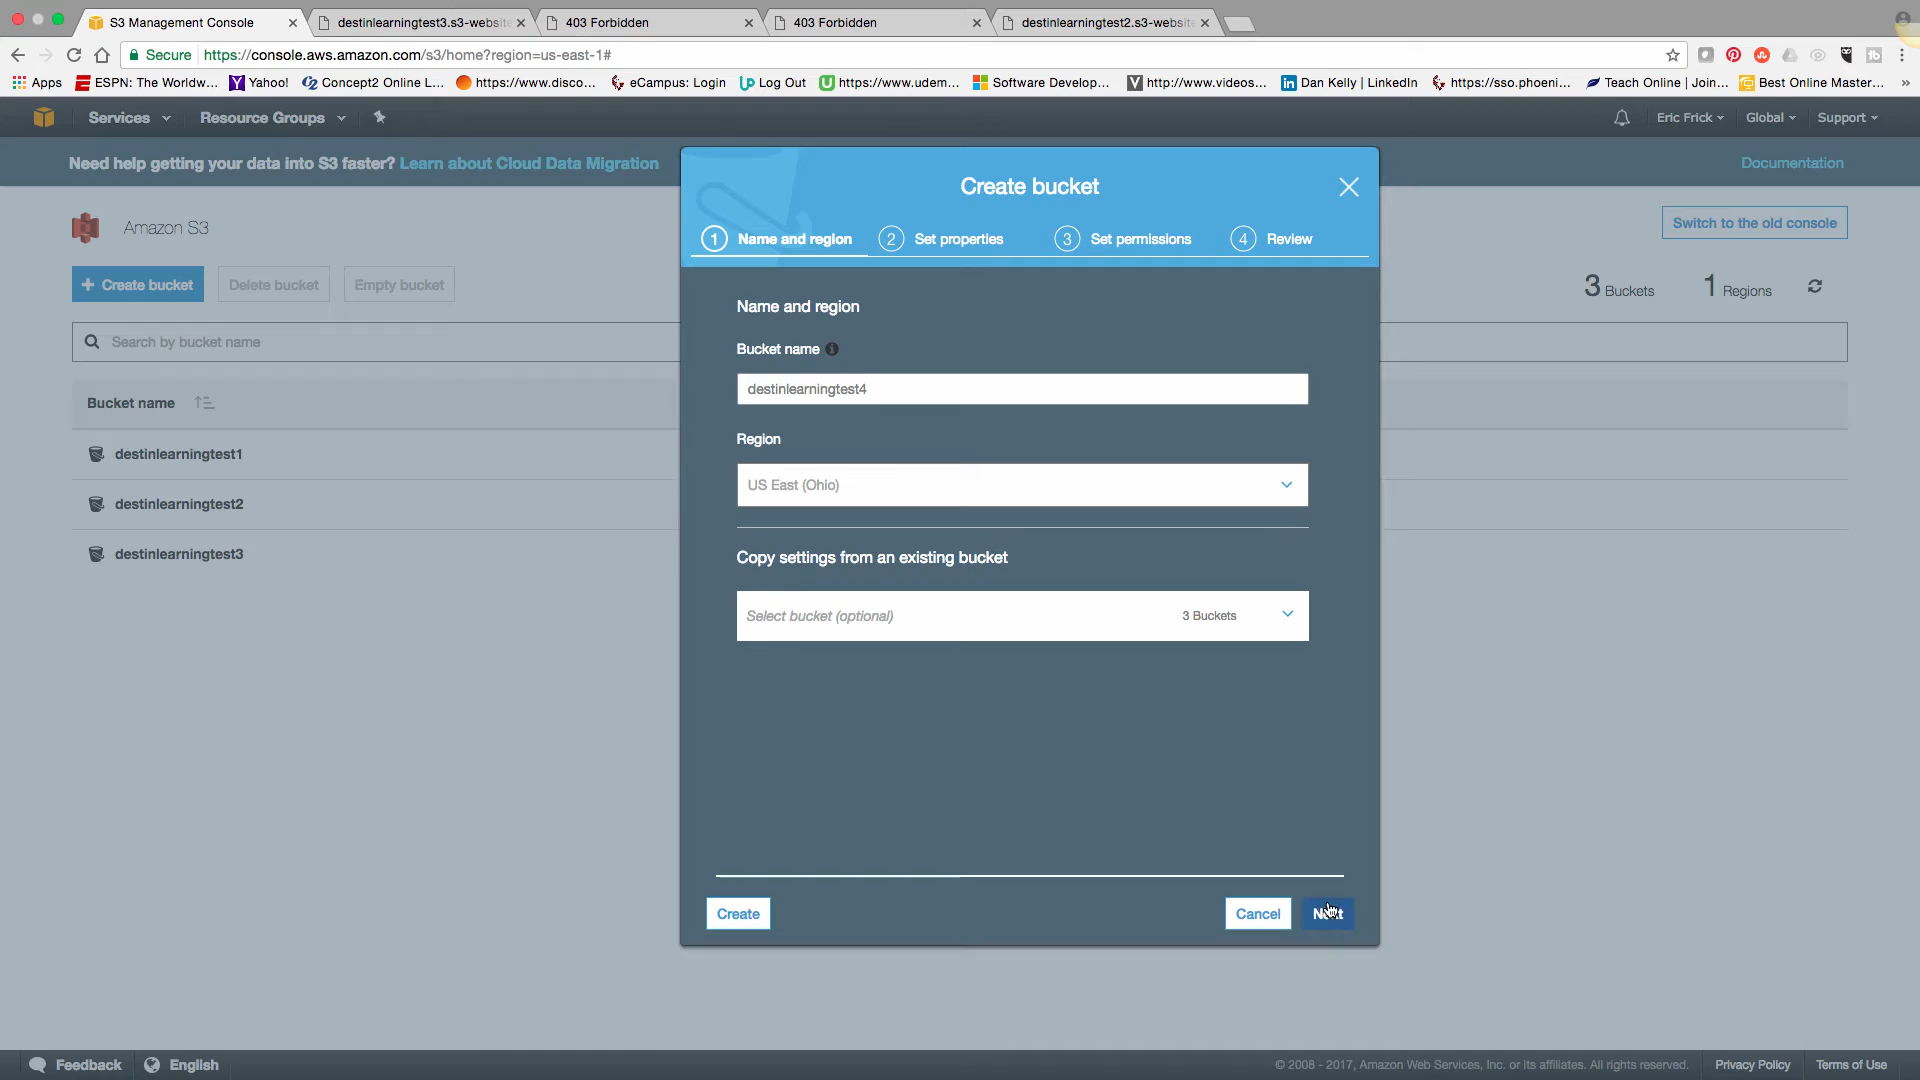 S3 Management Console
destinlearningtest3.s3-website
403 Forbidden
403 Forbidden
destinlearningtest2.s3-website
Secure https://console.aws.amazon.com/s3/home?region=us-east-1#
Apps ESPN: The Worldw... Yahoo! Concept2 Online L... https://www.disco... eCampus: Login Log Out https://www.udem... Software Develop... http://www.videos... Dan Kelly | LinkedIn https://sso.phoeni... Teach Online | Join... Best Online Master... »
Services Resource Groups Eric Frick Global Support
Need help getting your data into S3 faster? Learn about Cloud Data Migration Documentation
Amazon S3 Switch to the old console
+ Create bucket Delete bucket Empty bucket 3 Buckets 1 Regions
Search by bucket name
Bucket name
destinlearningtest1
destinlearningtest2
destinlearningtest3
Create bucket
1 Name and region 2 Set properties 3 Set permissions 4 Review
Name and region
Bucket name
destinlearningtest4
Region
US East (Ohio)
Copy settings from an existing bucket
Select bucket (optional) 3 Buckets
Create Cancel Next
Feedback English © 2008 - 2017, Amazon Web Services, Inc. or its affiliates. All rights reserved. Privacy Policy Terms of Use